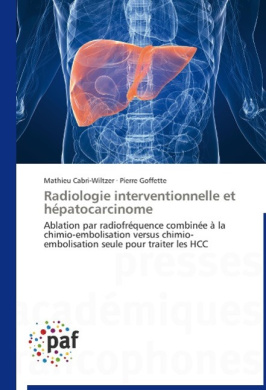 Mathieu Cabri-Wiltzer · Pierre Goffette
Radiologie interventionnelle et
hépatocarcinome
Ablation par radiofréquence combinée à la
chimio-embolisation versus chimio-
embolisation seule pour traiter les HCC
presses
académiques
francophones
paf